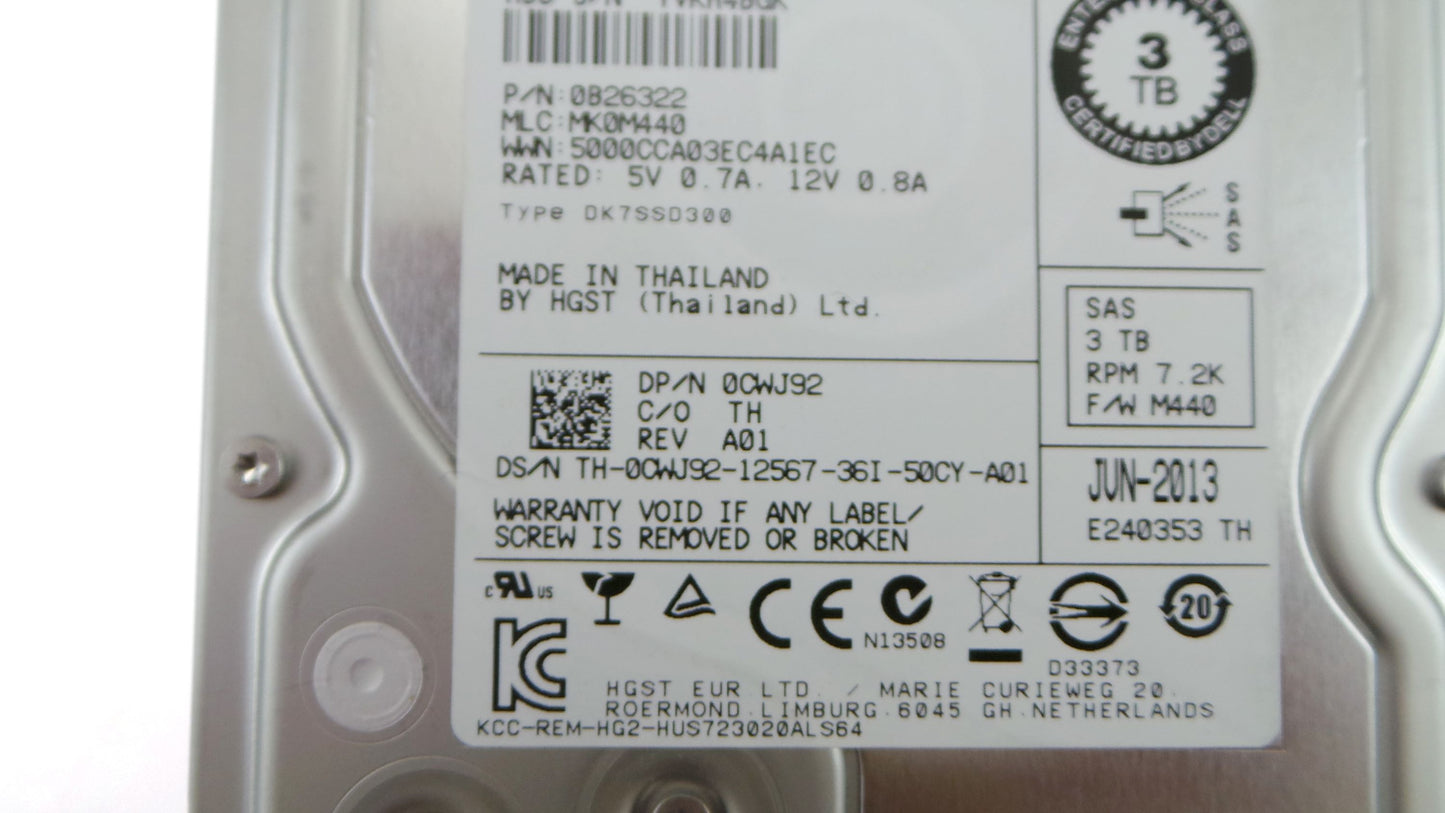 P/N:0B26322
MLC:MK0M440
WWN:5000CCA03EC4A1EC
RATED: 5V 0.7A. 12V 0.8A
Type DK7SSD300
MADE IN THAILAND
BY HGST (Thailand) Ltd.
DP/N 0CWJ92
C/O TH
REV A01
DS/N TH-0CWJ92-12567-36I-50CY-A01
WARRANTY VOID IF ANY LABEL/
SCREW IS REMOVED OR BROKEN
3
TB
CERTIFIED BY DELL
SAS
SAS
3 TB
RPM 7.2K
F/W M440
JUN-2013
E240353 TH
c RU US
CE
N13508
D33373
20
KC
HGST EUR.LTD. / MARIE CURIEWEG 20.
ROERMOND.LIMBURG.6045 GH.NETHERLANDS
KCC-REM-HG2-HUS723020ALS64